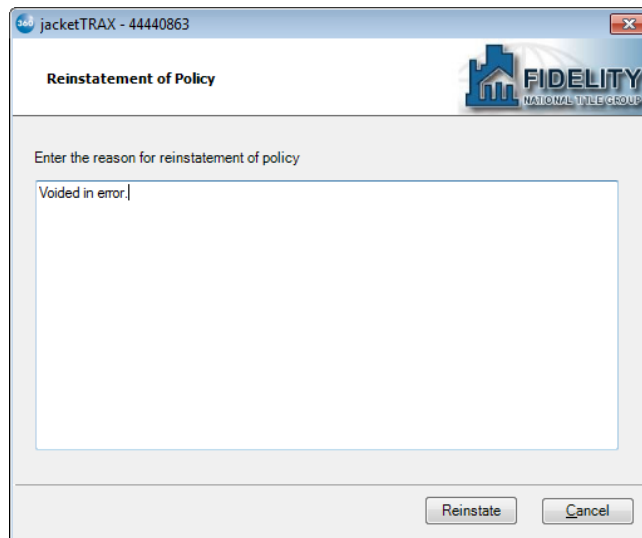 360 jacketTRAX - 44440863
Reinstatement of Policy
FIDELITY
NATIONAL TITLE GROUP
Enter the reason for reinstatement of policy
Voided in error.
Reinstate
Cancel